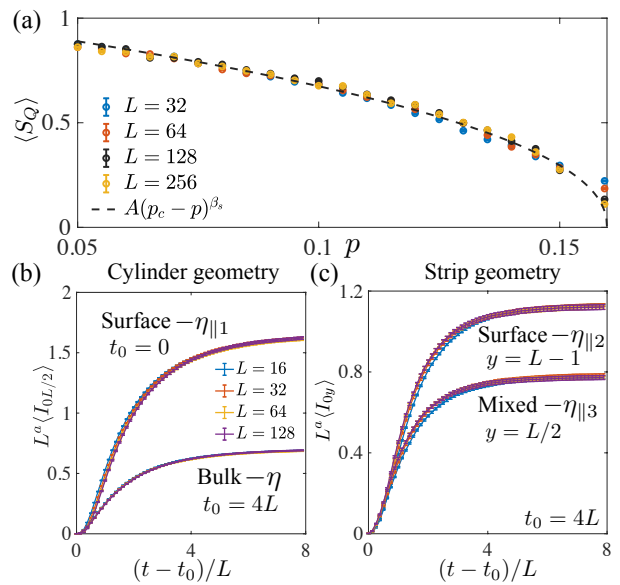 (a)
1
0.5
0
⟨S_Q⟩
L = 32
L = 64
L = 128
L = 256
A(p_c − p)^{β_s}
0.05
0.1
p
0.15
(b)
Cylinder geometry
2
1.5
1
0.5
0
L^a⟨I_{0L/2}⟩
Surface −η_{∥1}
t_0 = 0
L = 16
L = 32
L = 64
L = 128
Bulk −η
t_0 = 4L
0
4
8
(t − t_0)/L
(c)
Strip geometry
1.2
0.8
0.4
0
L^a⟨I_{0y}⟩
Surface −η_{∥2}
y = L − 1
Mixed −η_{∥3}
y = L/2
t_0 = 4L
0
4
8
(t − t_0)/L